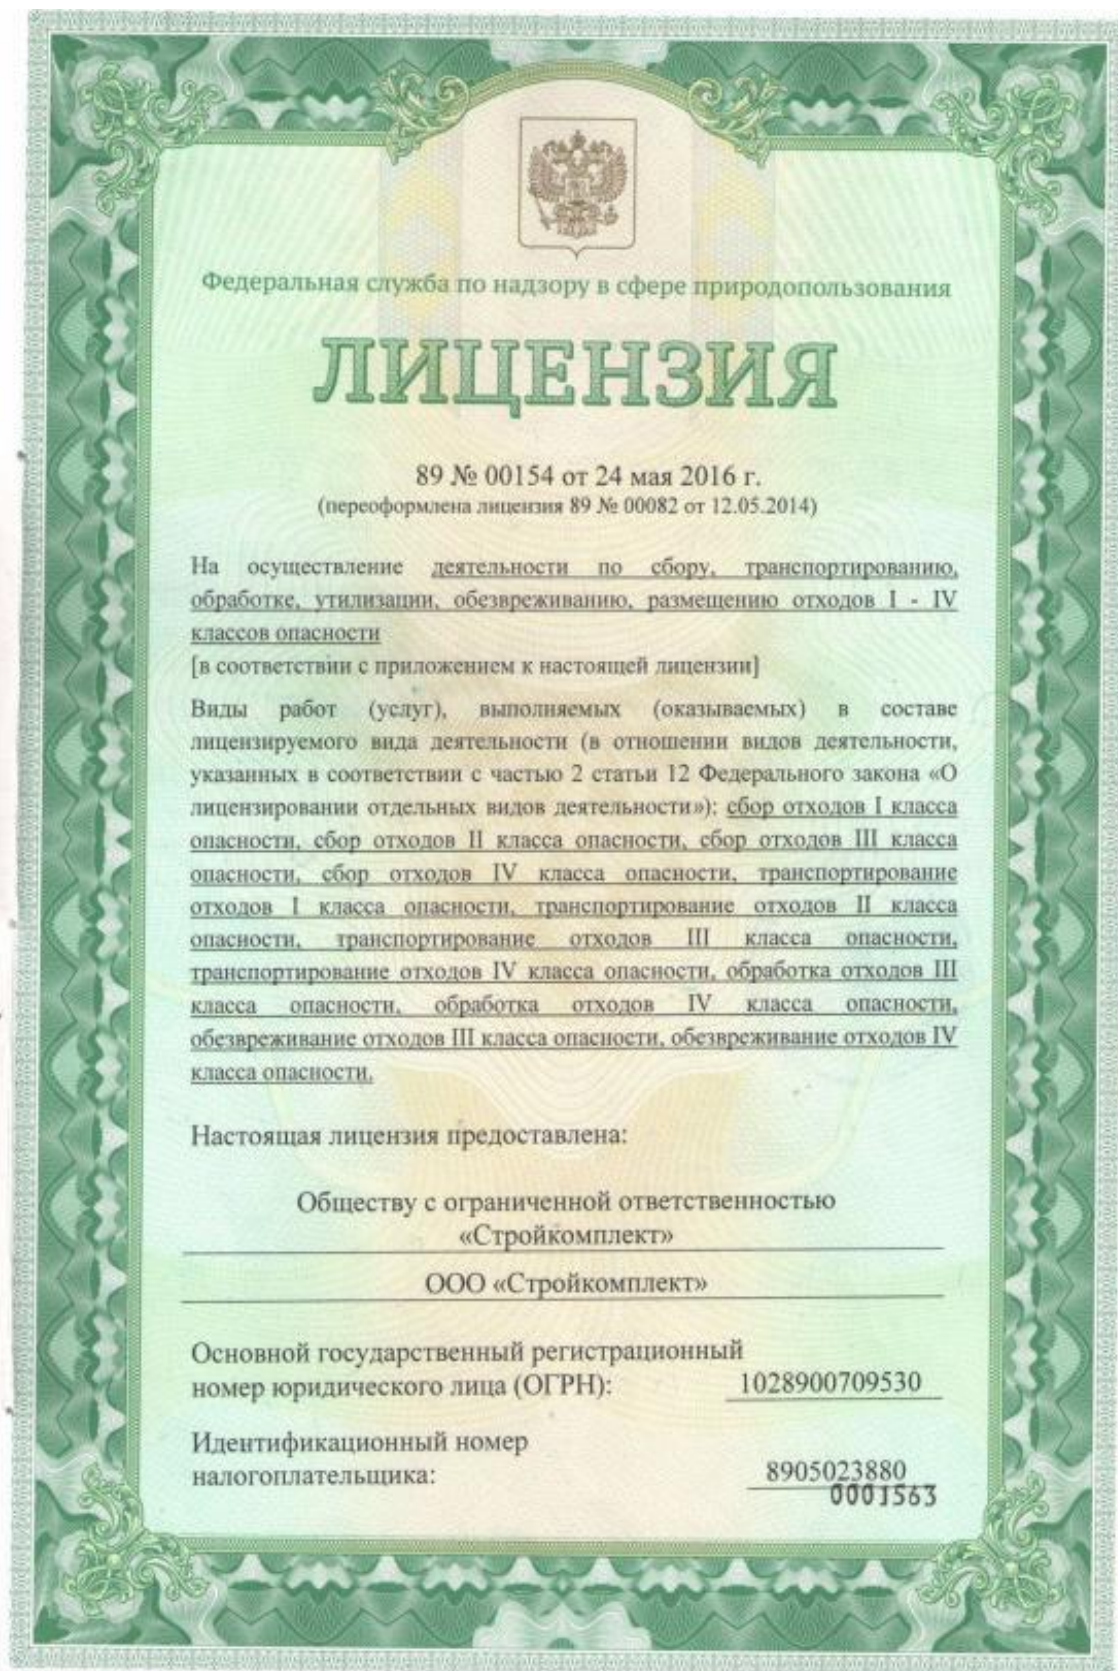 Федеральная служба по надзору в сфере природопользования
ЛИЦЕНЗИЯ
89 № 00154 от 24 мая 2016 г.
(переоформлена лицензия 89 № 00082 от 12.05.2014)
На осуществление деятельности по сбору, транспортированию,
обработке, утилизации, обезвреживанию, размещению отходов I - IV
классов опасности
[в соответствии с приложением к настоящей лицензии]
Виды работ (услуг), выполняемых (оказываемых) в составе
лицензируемого вида деятельности (в отношении видов деятельности,
указанных в соответствии с частью 2 статьи 12 Федерального закона «О
лицензировании отдельных видов деятельности»): сбор отходов I класса
опасности, сбор отходов II класса опасности, сбор отходов III класса
опасности, сбор отходов IV класса опасности, транспортирование
отходов I класса опасности, транспортирование отходов II класса
опасности, транспортирование отходов III класса опасности,
транспортирование отходов IV класса опасности, обработка отходов III
класса опасности, обработка отходов IV класса опасности,
обезвреживание отходов III класса опасности, обезвреживание отходов IV
класса опасности.
Настоящая лицензия предоставлена:
Обществу с ограниченной ответственностью
«Стройкомплект»
ООО «Стройкомплект»
Основной государственный регистрационный
номер юридического лица (ОГРН): 1028900709530
Идентификационный номер
налогоплательщика: 8905023880
0001563